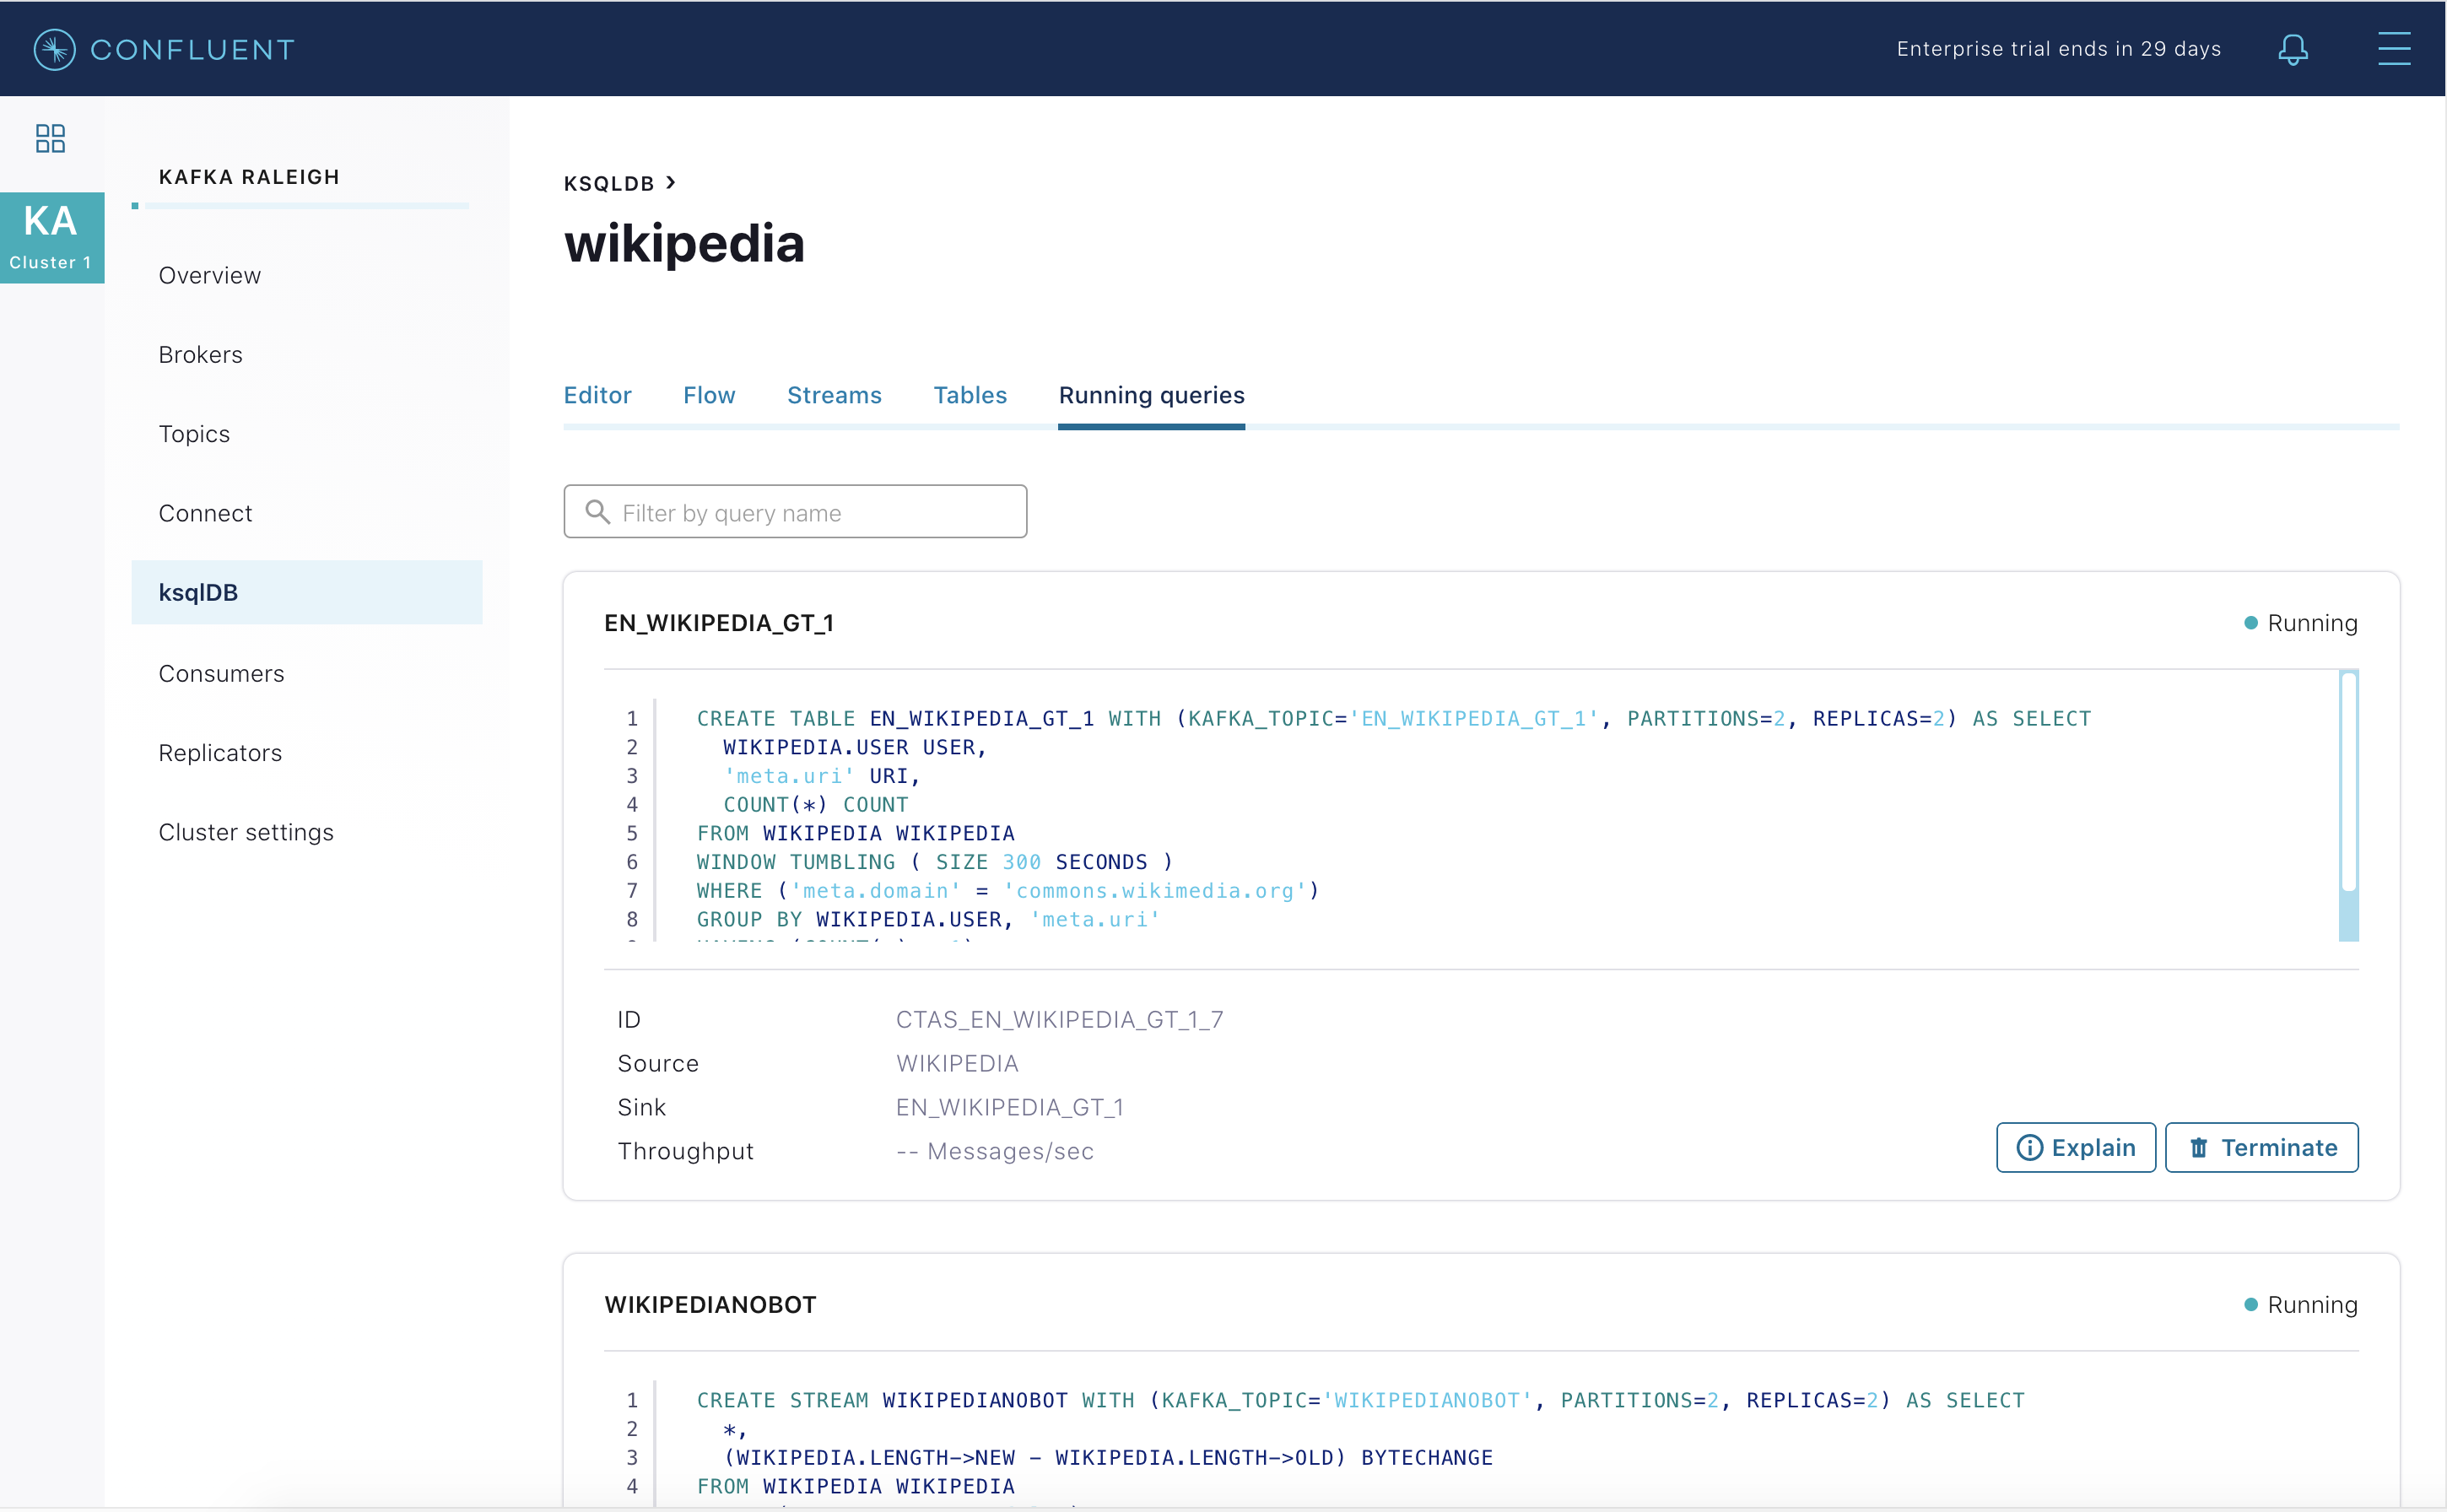 CONFLUENT
Enterprise trial ends in 29 days
KA
Cluster 1
KAFKA RALEIGH
Overview
Brokers
Topics
Connect
ksqlDB
Consumers
Replicators
Cluster settings
KSQLDB >
wikipedia
Editor Flow Streams Tables Running queries
Filter by query name
EN_WIKIPEDIA_GT_1 Running
1 CREATE TABLE EN_WIKIPEDIA_GT_1 WITH (KAFKA_TOPIC='EN_WIKIPEDIA_GT_1', PARTITIONS=2, REPLICAS=2) AS SELECT
2 WIKIPEDIA.USER USER,
3 'meta.uri' URI,
4 COUNT(*) COUNT
5 FROM WIKIPEDIA WIKIPEDIA
6 WINDOW TUMBLING ( SIZE 300 SECONDS )
7 WHERE ('meta.domain' = 'commons.wikimedia.org')
8 GROUP BY WIKIPEDIA.USER, 'meta.uri'
ID CTAS_EN_WIKIPEDIA_GT_1_7
Source WIKIPEDIA
Sink EN_WIKIPEDIA_GT_1
Throughput -- Messages/sec
Explain Terminate
WIKIPEDIANOBOT Running
1 CREATE STREAM WIKIPEDIANOBOT WITH (KAFKA_TOPIC='WIKIPEDIANOBOT', PARTITIONS=2, REPLICAS=2) AS SELECT
2 *,
3 (WIKIPEDIA.LENGTH->NEW - WIKIPEDIA.LENGTH->OLD) BYTECHANGE
4 FROM WIKIPEDIA WIKIPEDIA